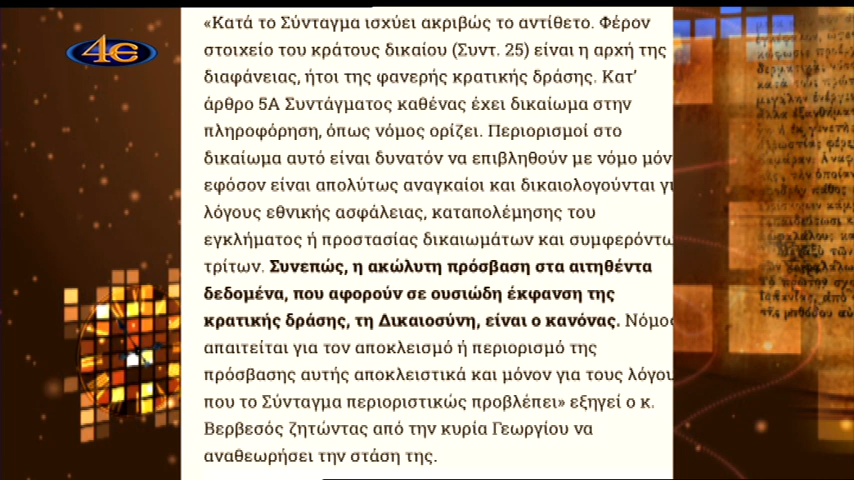 4Ε
«Κατά το Σύνταγμα ισχύει ακριβώς το αντίθετο. Φέρον
στοιχείο του κράτους δικαίου (Συντ. 25) είναι η αρχή της
διαφάνειας, ήτοι της φανερής κρατικής δράσης. Κατ’
άρθρο 5Α Συντάγματος καθένας έχει δικαίωμα στην
πληροφόρηση, όπως νόμος ορίζει. Περιορισμοί στο
δικαίωμα αυτό είναι δυνατόν να επιβληθούν με νόμο μόν
εφόσον είναι απολύτως αναγκαίοι και δικαιολογούνται γι
λόγους εθνικής ασφάλειας, καταπολέμησης του
εγκλήματος ή προστασίας δικαιωμάτων και συμφερόντω
τρίτων. Συνεπώς, η ακώλυτη πρόσβαση στα αιτηθέντα
δεδομένα, που αφορούν σε ουσιώδη έκφανση της
κρατικής δράσης, τη Δικαιοσύνη, είναι ο κανόνας. Νόμος
απαιτείται για τον αποκλεισμό ή περιορισμό της
πρόσβασης αυτής αποκλειστικά και μόνον για τους λόγου
που το Σύνταγμα περιοριστικώς προβλέπει» εξηγεί ο κ.
Βερβεσός ζητώντας από την κυρία Γεωργίου να
αναθεωρήσει την στάση της.